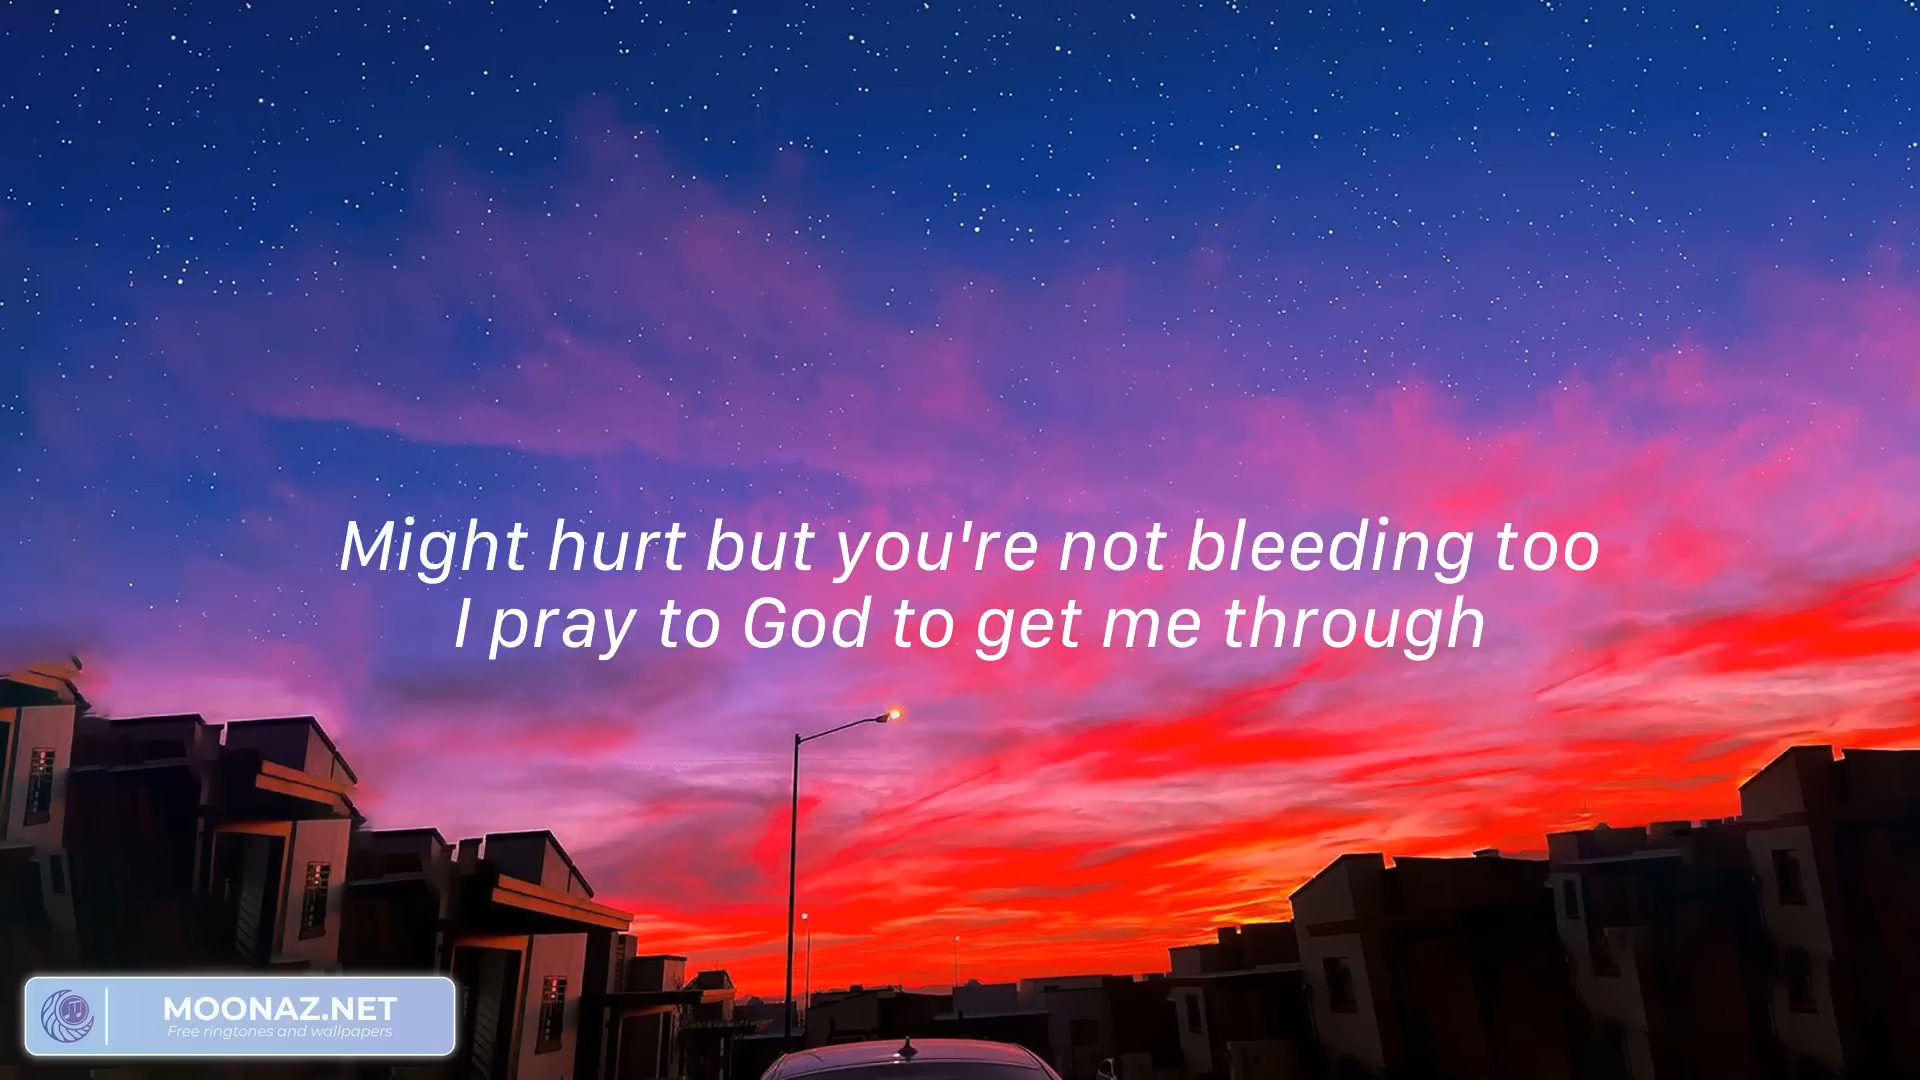 Might hurt but you're not bleeding too
I pray to God to get me through
MOONAZ.NET
Free ringtones and wallpapers